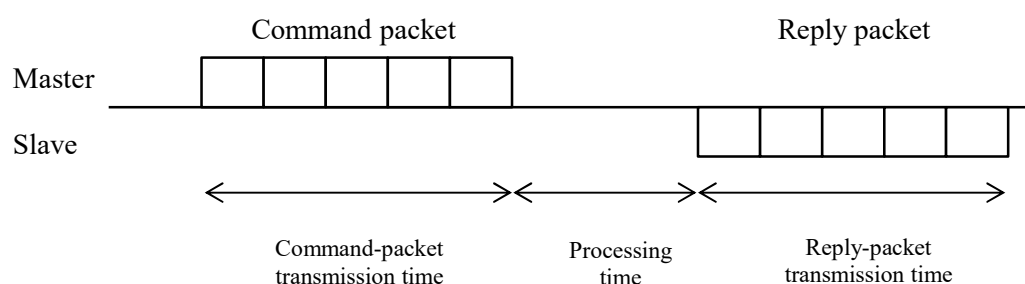 Command packet
Reply packet
Master
Slave
Command-packet
transmission time
Processing
time
Reply-packet
transmission time